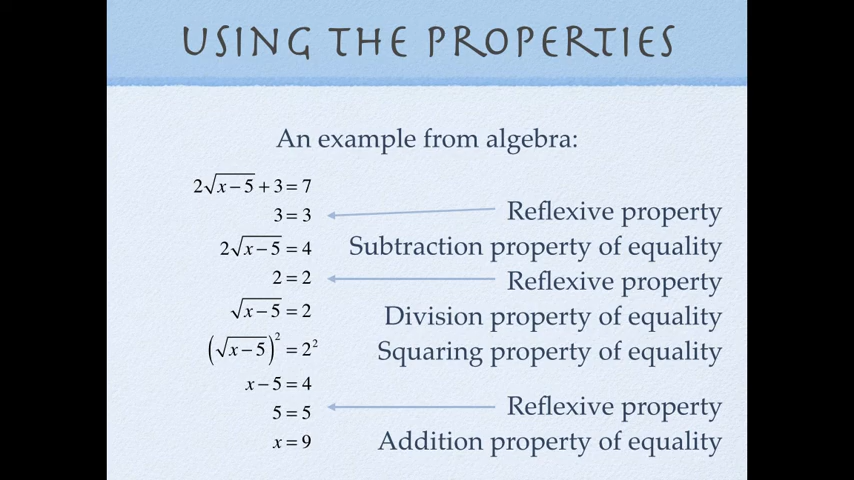 USING THE PROPERTIES
An example from algebra:
2√(x−5) + 3 = 7
3 = 3 Reflexive property
2√(x−5) = 4 Subtraction property of equality
2 = 2 Reflexive property
√(x−5) = 2 Division property of equality
(√(x−5))² = 2² Squaring property of equality
x − 5 = 4
5 = 5 Reflexive property
x = 9 Addition property of equality